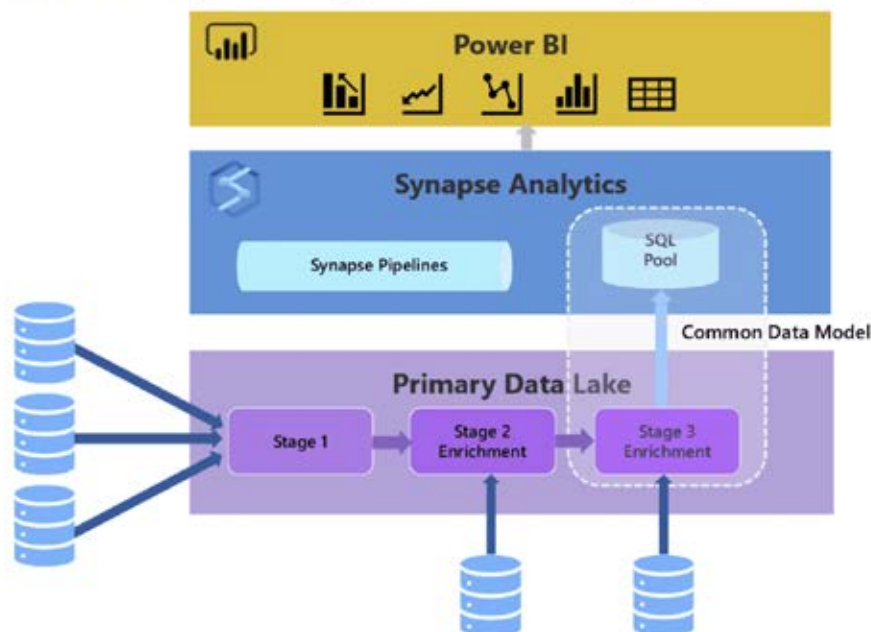 Power BI
Synapse Analytics
Synapse Pipelines
SQL
Pool
Common Data Model
Primary Data Lake
Stage 1
Stage 2
Enrichment
Stage 3
Enrichment